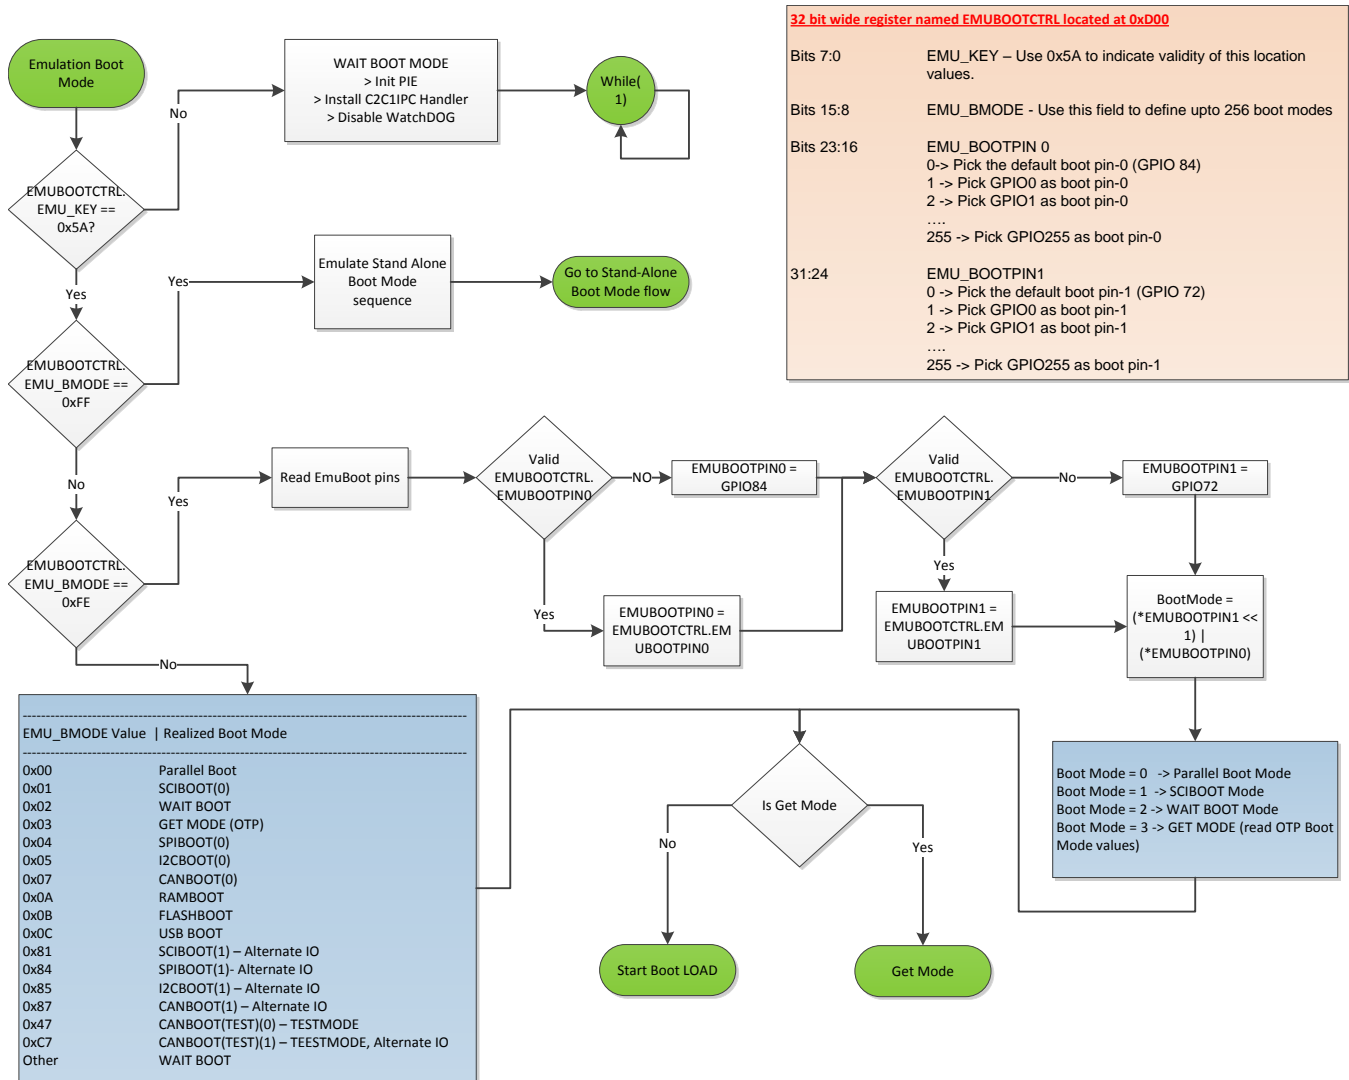 32 bit wide register named EMUBOOTCTRL located at 0xD00
Bits 7:0 EMU_KEY – Use 0x5A to indicate validity of this location
values.
Bits 15:8 EMU_BMODE - Use this field to define upto 256 boot modes
Bits 23:16 EMU_BOOTPIN 0
0-> Pick the default boot pin-0 (GPIO 84)
1 -> Pick GPIO0 as boot pin-0
2 -> Pick GPIO1 as boot pin-0
....
255 -> Pick GPIO255 as boot pin-0
31:24 EMU_BOOTPIN1
0 -> Pick the default boot pin-1 (GPIO 72)
1 -> Pick GPIO0 as boot pin-1
2 -> Pick GPIO1 as boot pin-1
....
255 -> Pick GPIO255 as boot pin-1
Emulation Boot
Mode
WAIT BOOT MODE
> Init PIE
> Install C2C1IPC Handler
> Disable WatchDOG
While(
1)
No
EMUBOOTCTRL.
EMU_KEY ==
0x5A?
Yes
Emulate Stand Alone
Boot Mode
sequence
Go to Stand-Alone
Boot Mode flow
Yes
EMUBOOTCTRL.
EMU_BMODE ==
0xFF
No
Read EmuBoot pins
Valid
EMUBOOTCTRL.
EMUBOOTPIN0
NO
EMUBOOTPIN0 =
GPIO84
Valid
EMUBOOTCTRL.
EMUBOOTPIN1
No
EMUBOOTPIN1 =
GPIO72
Yes
EMUBOOTCTRL.
EMU_BMODE ==
0xFE
Yes
EMUBOOTPIN0 =
EMUBOOTCTRL.EM
UBOOTPIN0
Yes
EMUBOOTPIN1 =
EMUBOOTCTRL.EM
UBOOTPIN1
BootMode =
(*EMUBOOTPIN1 <<
1) |
(*EMUBOOTPIN0)
No
EMU_BMODE Value | Realized Boot Mode
0x00 Parallel Boot
0x01 SCIBOOT(0)
0x02 WAIT BOOT
0x03 GET MODE (OTP)
0x04 SPIBOOT(0)
0x05 I2CBOOT(0)
0x07 CANBOOT(0)
0x0A RAMBOOT
0x0B FLASHBOOT
0x0C USB BOOT
0x81 SCIBOOT(1) – Alternate IO
0x84 SPIBOOT(1)- Alternate IO
0x85 I2CBOOT(1) – Alternate IO
0x87 CANBOOT(1) – Alternate IO
0x47 CANBOOT(TEST)(0) – TESTMODE
0xC7 CANBOOT(TEST)(1) – TEESTMODE, Alternate IO
Other WAIT BOOT
Is Get Mode
No
Yes
Start Boot LOAD
Get Mode
Boot Mode = 0 -> Parallel Boot Mode
Boot Mode = 1 -> SCIBOOT Mode
Boot Mode = 2 -> WAIT BOOT Mode
Boot Mode = 3 -> GET MODE (read OTP Boot
Mode values)